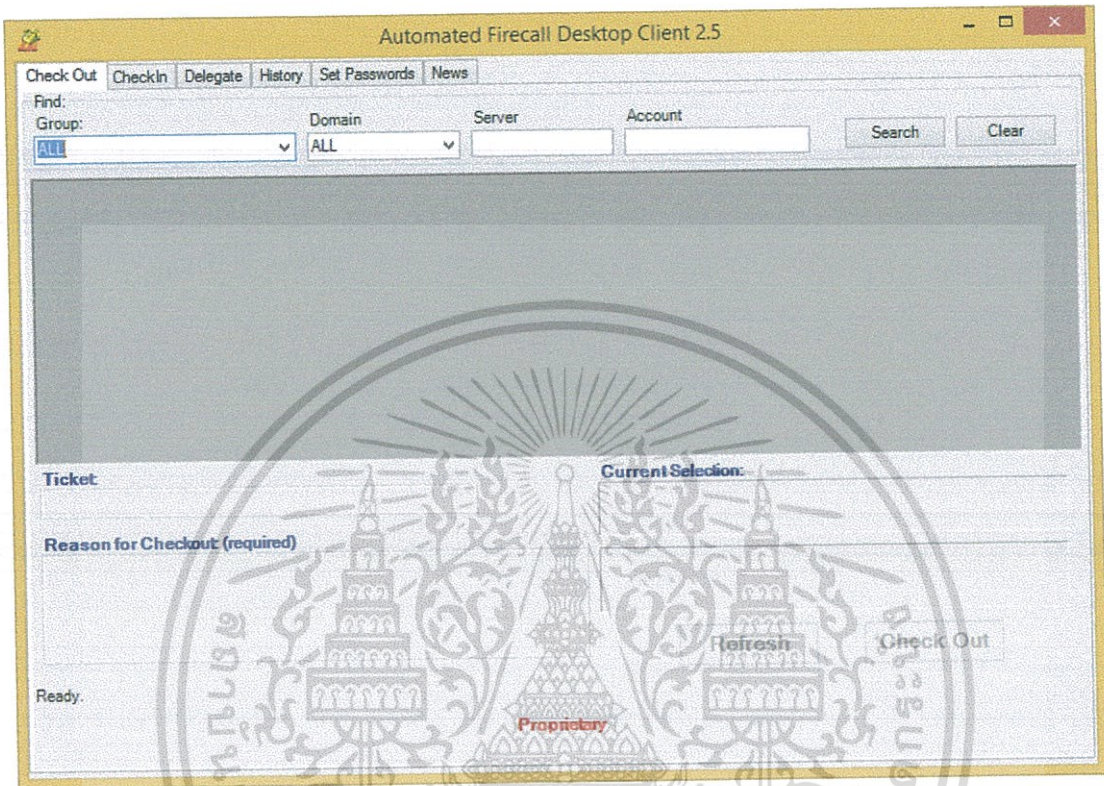 Automated Firecall Desktop Client 2.5
Check Out CheckIn Delegate History Set Passwords News
Find:
Group: Domain Server Account
ALL ALL Search Clear
Ticket: Current Selection:
Reason for Checkout: (required)
Refresh Check Out
Ready.
Proprietary